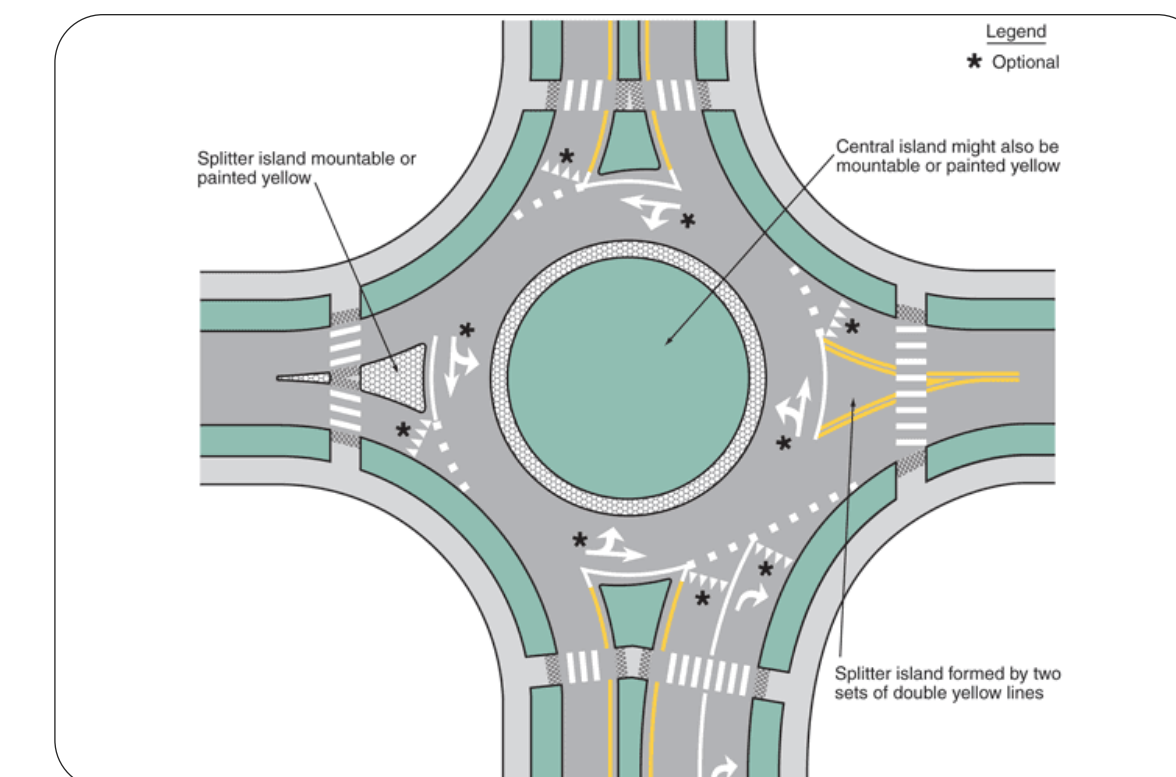 Legend
* Optional
Splitter island mountable or
painted yellow
Central island might also be
mountable or painted yellow
*
*
*
*
*
*
*
*
*
Splitter island formed by two
sets of double yellow lines